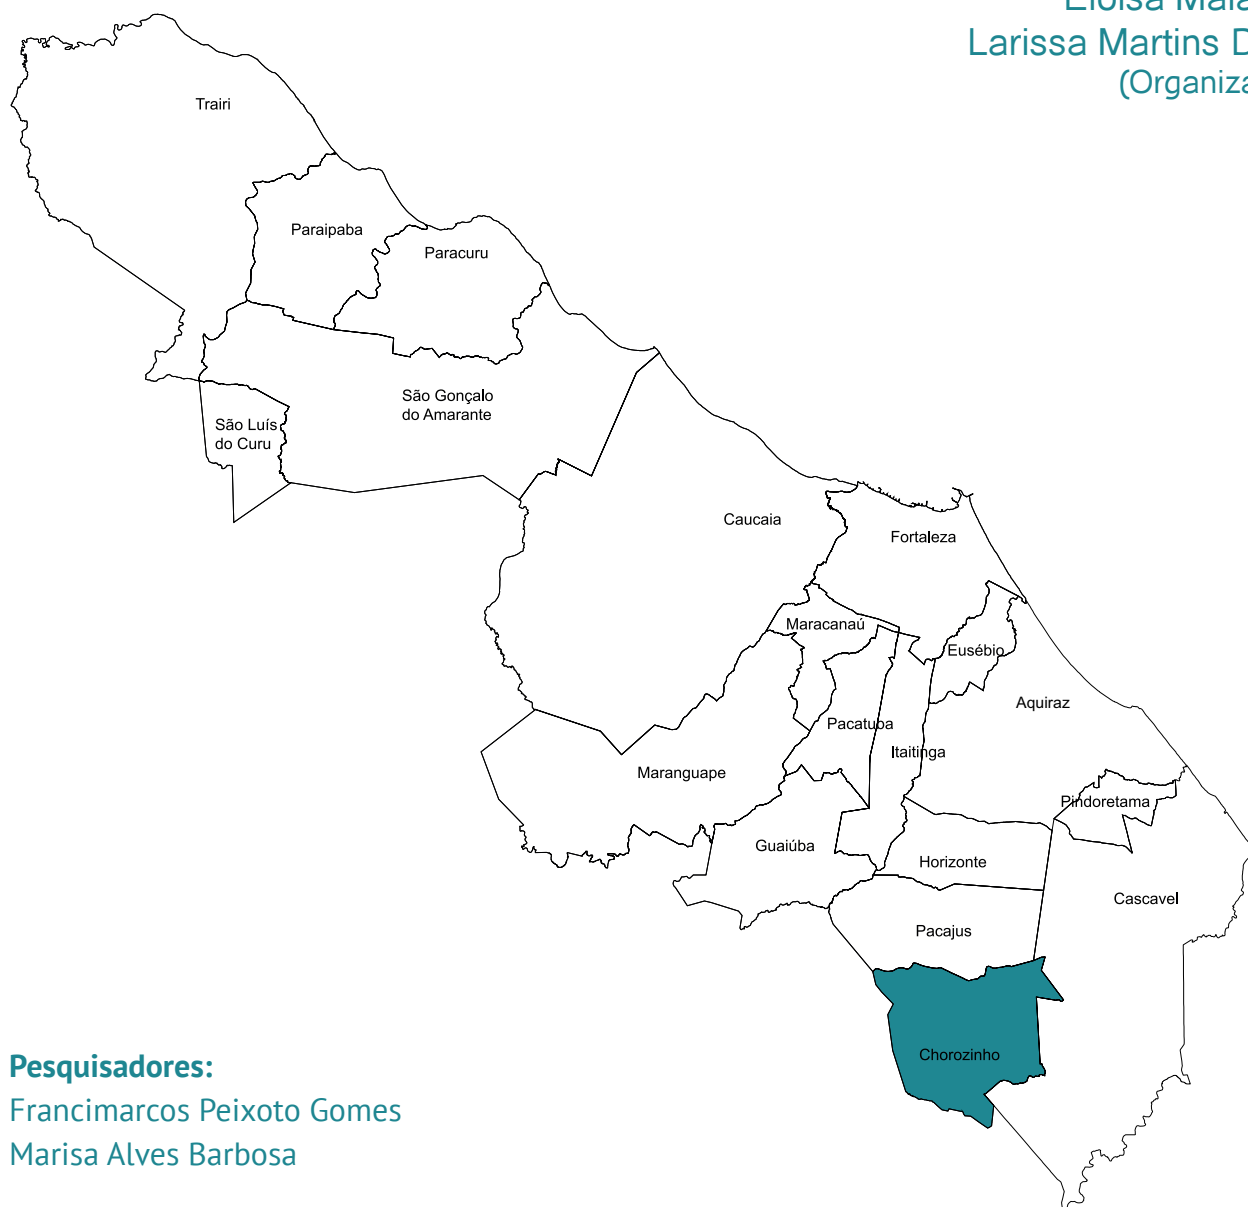 Larissa Martins
(Organiza
Trairi
Paraipaba
Paracuru
São Gonçalo
do Amarante
São Luís
do Curu
Caucaia
Fortaleza
Maracanaú
Eusébio
Aquiraz
Pacatuba
Itaitinga
Maranguape
Pindoretama
Guaiúba
Horizonte
Cascavel
Pacajus
Chorozinho
Pesquisadores:
Francimarcos Peixoto Gomes
Marisa Alves Barbosa